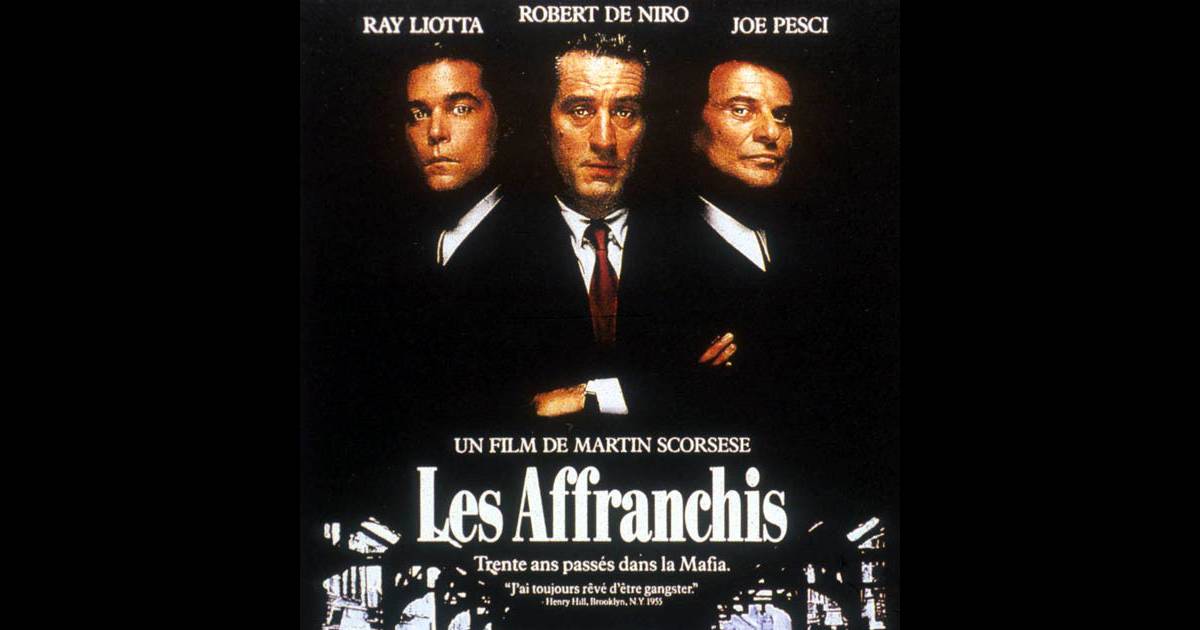 RAY LIOTTA
ROBERT DE NIRO
JOE PESCI
UN FILM DE MARTIN SCORSESE
Les Affranchis
Trente ans passés dans la Mafia.
"J'ai toujours rêvé d'être gangster."
- Henry Hill, Brooklyn, N.Y 1955